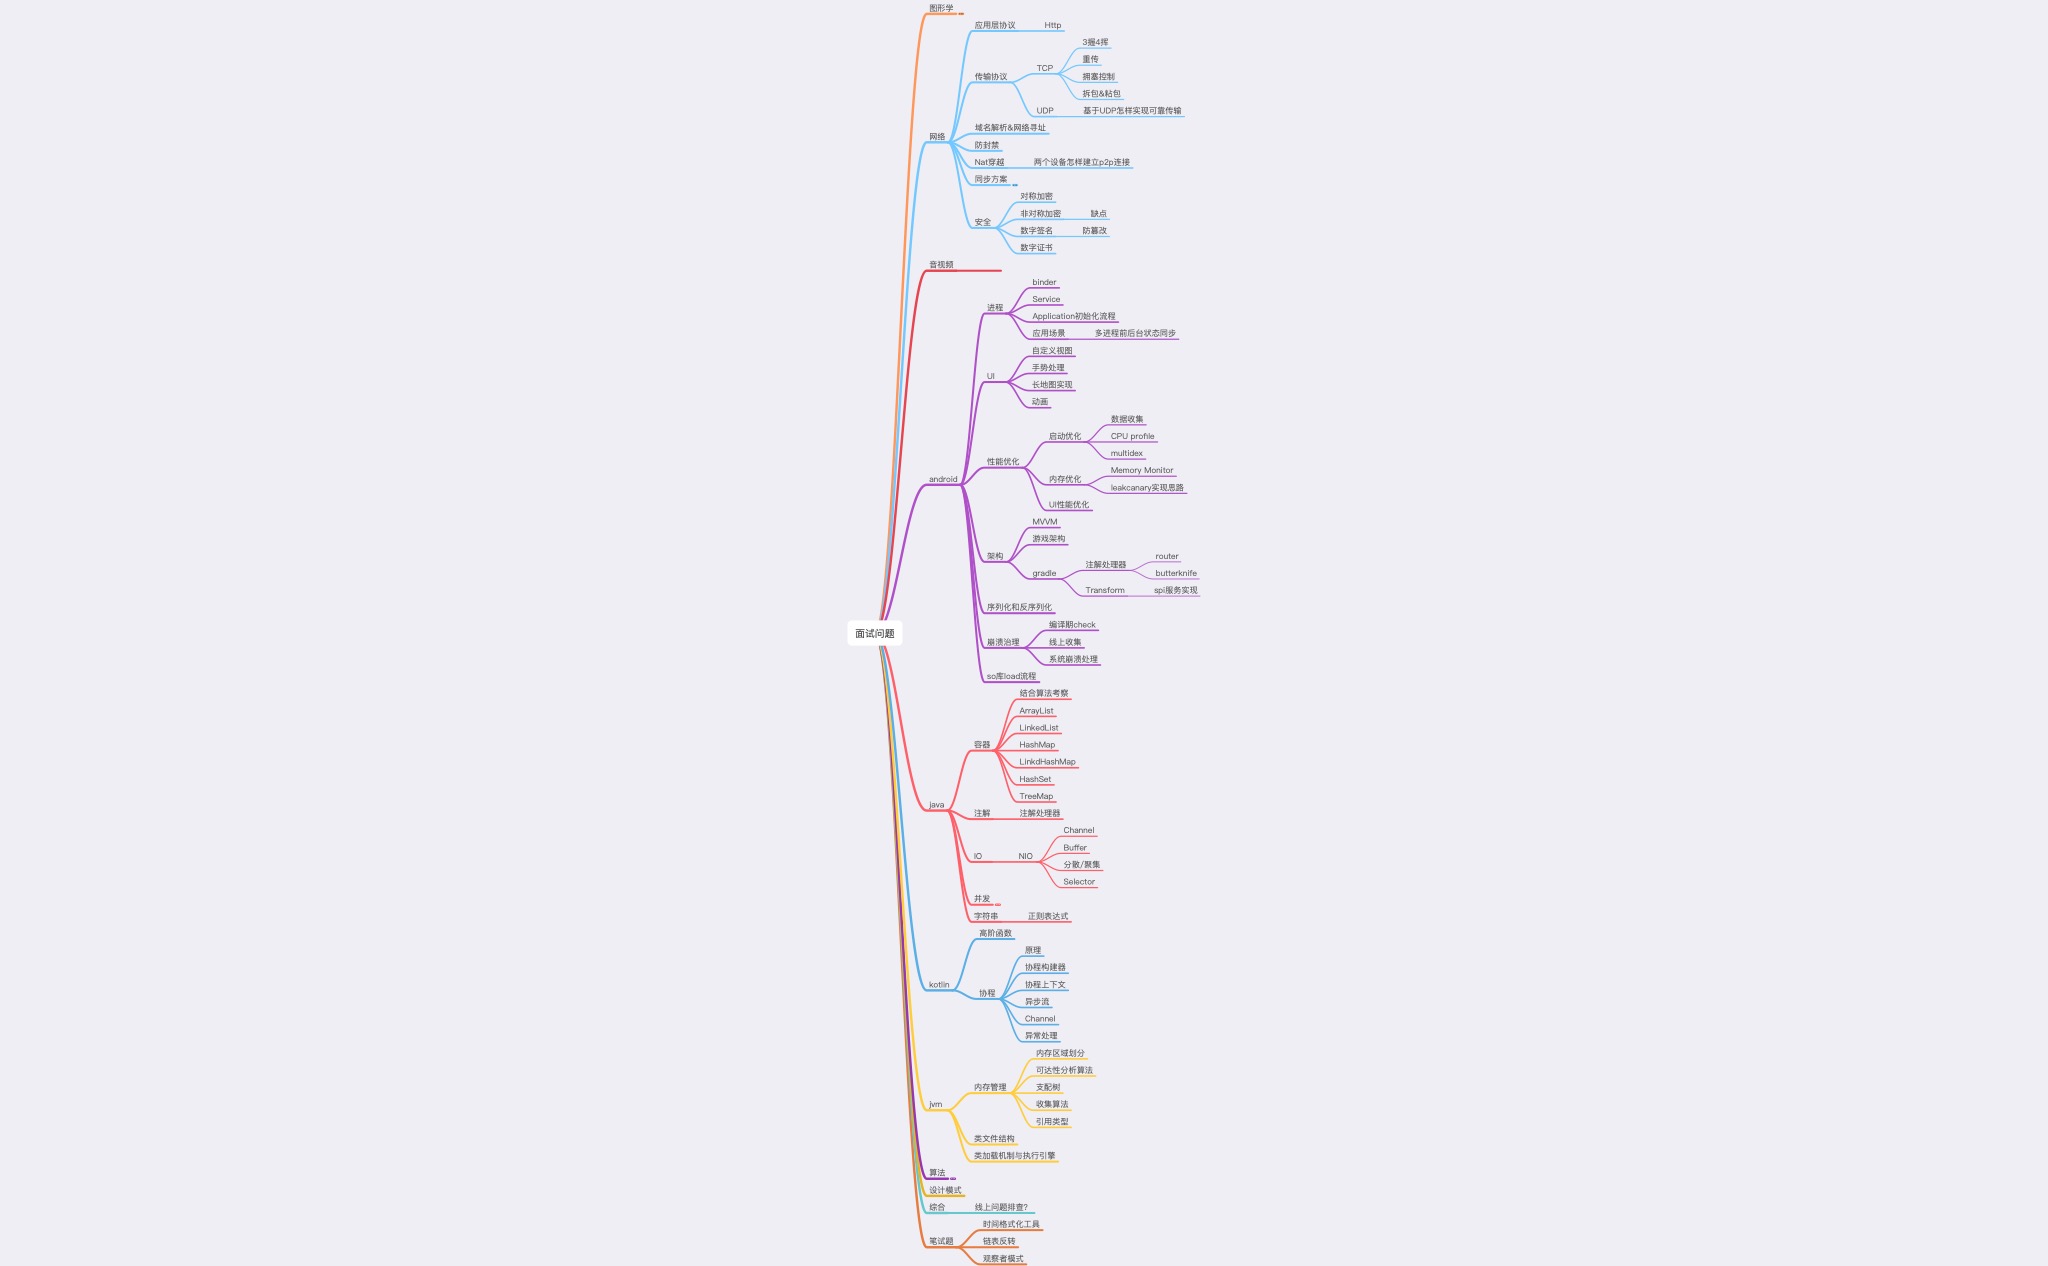 图形学
应用层协议 Http
3握4挥
重传
TCP
传输协议
拥塞控制
拆包&粘包
UDP 基于UDP怎样实现可靠传输
域名解析&网络寻址
网络
防封禁
Nat穿越 两个设备怎样建立p2p连接
同步方案
对称加密
非对称加密 缺点
安全
数字签名 防篡改
数字证书
音视频
binder
Service
进程
Application初始化流程
应用场景 多进程前后台状态同步
自定义视图
手势处理
UI
长地图实现
动画
数据收集
启动优化 CPU profile
multidex
性能优化
Memory Monitor
内存优化
leakcanary实现思路
android
UI性能优化
MVVM
游戏架构
架构
注解处理器 router
butterknife
gradle
Transform spi服务实现
序列化和反序列化
编译期check
崩溃治理 线上收集
系统崩溃处理
面试问题
so库load流程
结合算法考察
ArrayList
LinkedList
容器 HashMap
LinkdHashMap
HashSet
TreeMap
java
注解 注解处理器
Channel
Buffer
IO NIO
分散/聚集
Selector
并发
字符串 正则表达式
高阶函数
原理
协程构建器
kotlin
协程上下文
协程
异步流
Channel
异常处理
内存区域划分
可达性分析算法
内存管理 支配树
收集算法
jvm
引用类型
类文件结构
类加载机制与执行引擎
算法
设计模式
综合 线上问题排查?
时间格式化工具
笔试题 链表反转
观察者模式